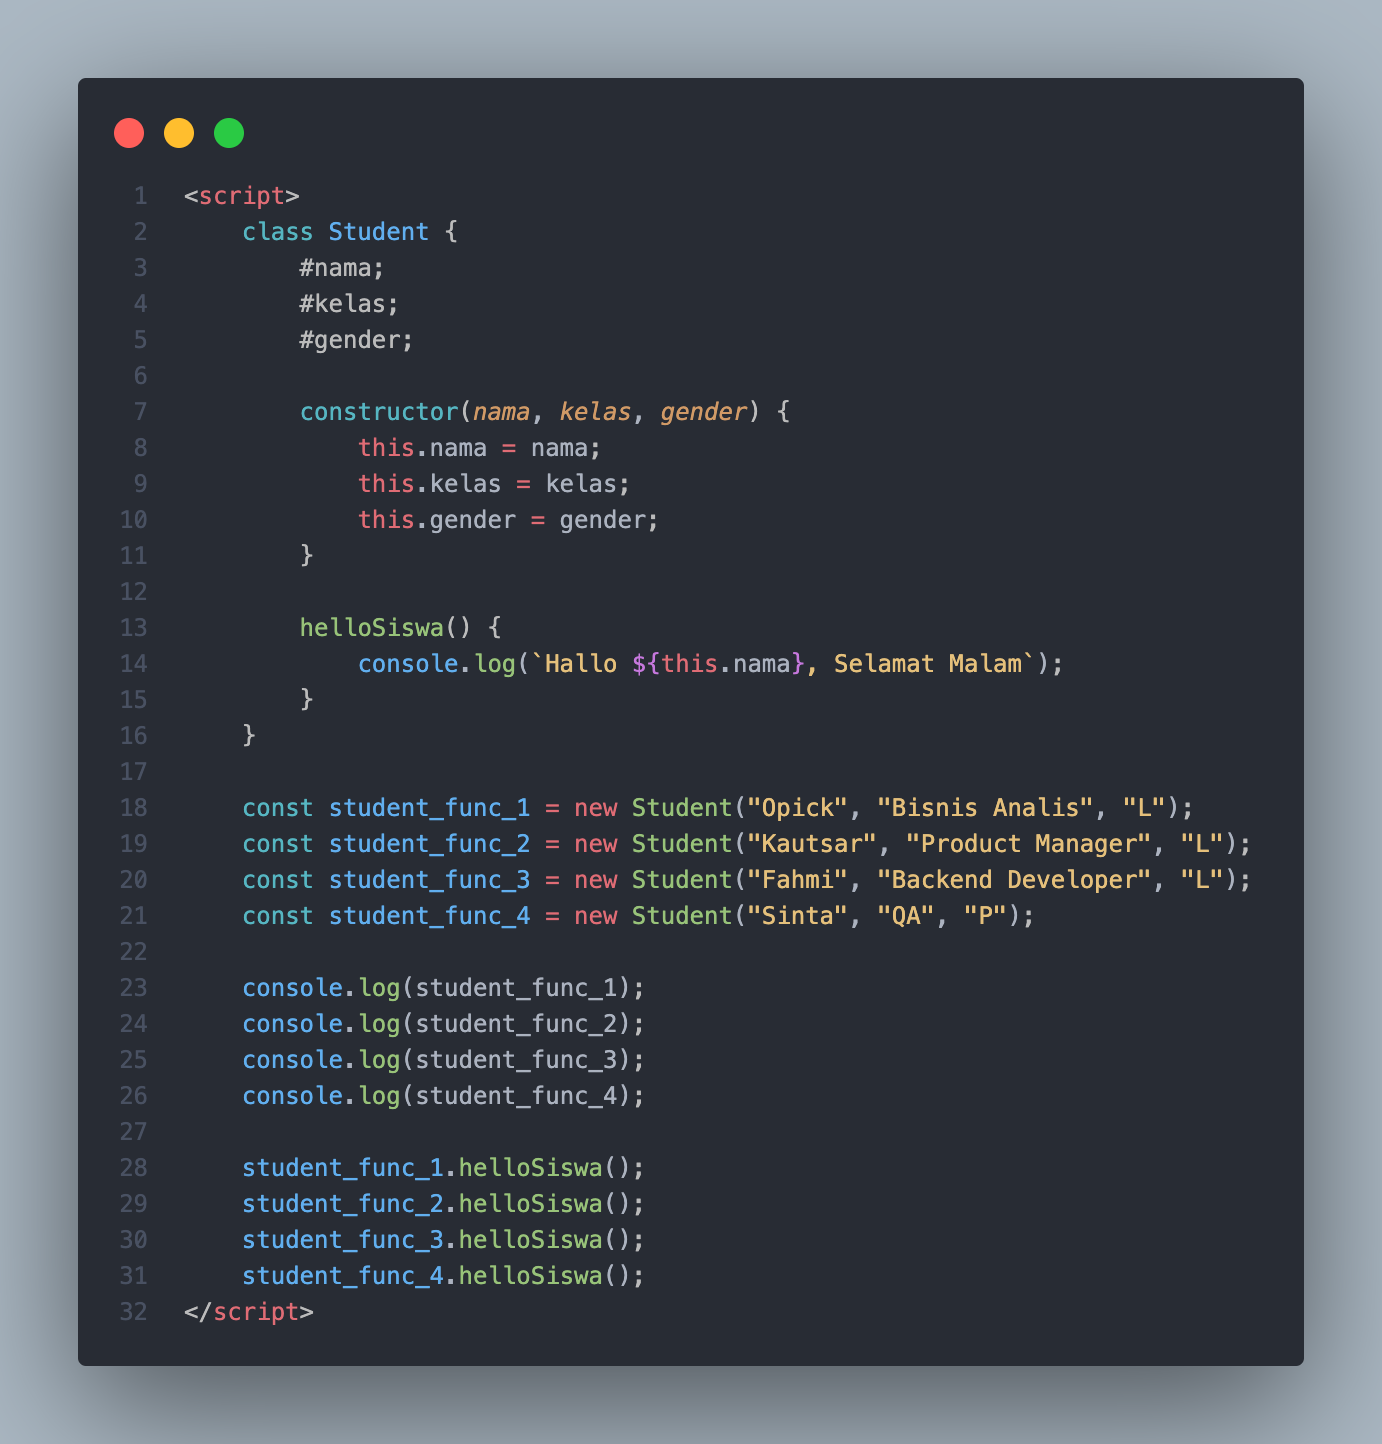 1 <script>
2     class Student {
3         #nama;
4         #kelas;
5         #gender;
6
7         constructor(nama, kelas, gender) {
8             this.nama = nama;
9             this.kelas = kelas;
10             this.gender = gender;
11         }
12
13         helloSiswa() {
14             console.log(`Hallo ${this.nama}, Selamat Malam`);
15         }
16     }
17
18     const student_func_1 = new Student("Opick", "Bisnis Analis", "L");
19     const student_func_2 = new Student("Kautsar", "Product Manager", "L");
20     const student_func_3 = new Student("Fahmi", "Backend Developer", "L");
21     const student_func_4 = new Student("Sinta", "QA", "P");
22
23     console.log(student_func_1);
24     console.log(student_func_2);
25     console.log(student_func_3);
26     console.log(student_func_4);
27
28     student_func_1.helloSiswa();
29     student_func_2.helloSiswa();
30     student_func_3.helloSiswa();
31     student_func_4.helloSiswa();
32 </script>